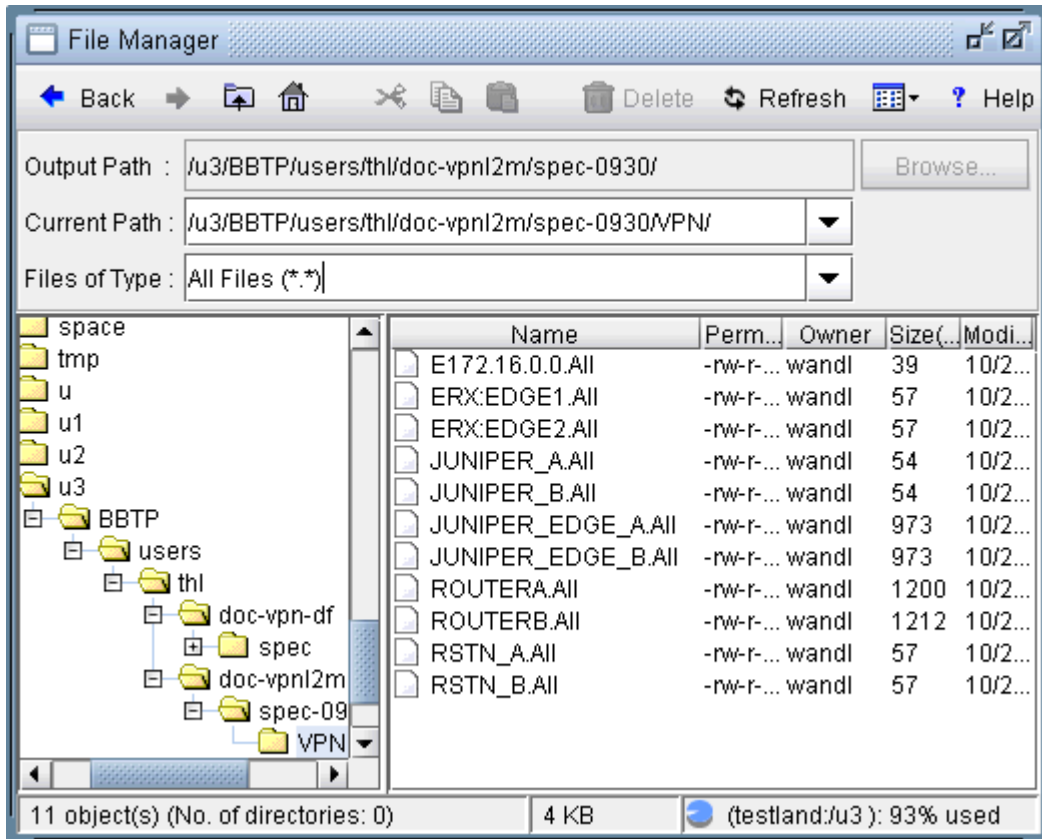 File Manager
Back Delete Refresh ? Help
Output Path : /u3/BBTP/users/thl/doc-vpnl2m/spec-0930/ Browse...
Current Path : /u3/BBTP/users/thl/doc-vpnl2m/spec-0930/VPN/
Files of Type : All Files (*.*)
space
tmp
u
u1
u2
u3
BBTP
users
thl
doc-vpn-df
spec
doc-vpnl2m
spec-09
VPN
Name Perm... Owner Size(... Modi...
E172.16.0.0.All -rw-r-... wandl 39 10/2...
ERX:EDGE1.All -rw-r-... wandl 57 10/2...
ERX:EDGE2.All -rw-r-... wandl 57 10/2...
JUNIPER_A.All -rw-r-... wandl 54 10/2...
JUNIPER_B.All -rw-r-... wandl 54 10/2...
JUNIPER_EDGE_A.All -rw-r-... wandl 973 10/2...
JUNIPER_EDGE_B.All -rw-r-... wandl 973 10/2...
ROUTERA.All -rw-r-... wandl 1200 10/2...
ROUTERB.All -rw-r-... wandl 1212 10/2...
RSTN_A.All -rw-r-... wandl 57 10/2...
RSTN_B.All -rw-r-... wandl 57 10/2...
11 object(s) (No. of directories: 0) 4 KB (testland:/u3 ): 93% used